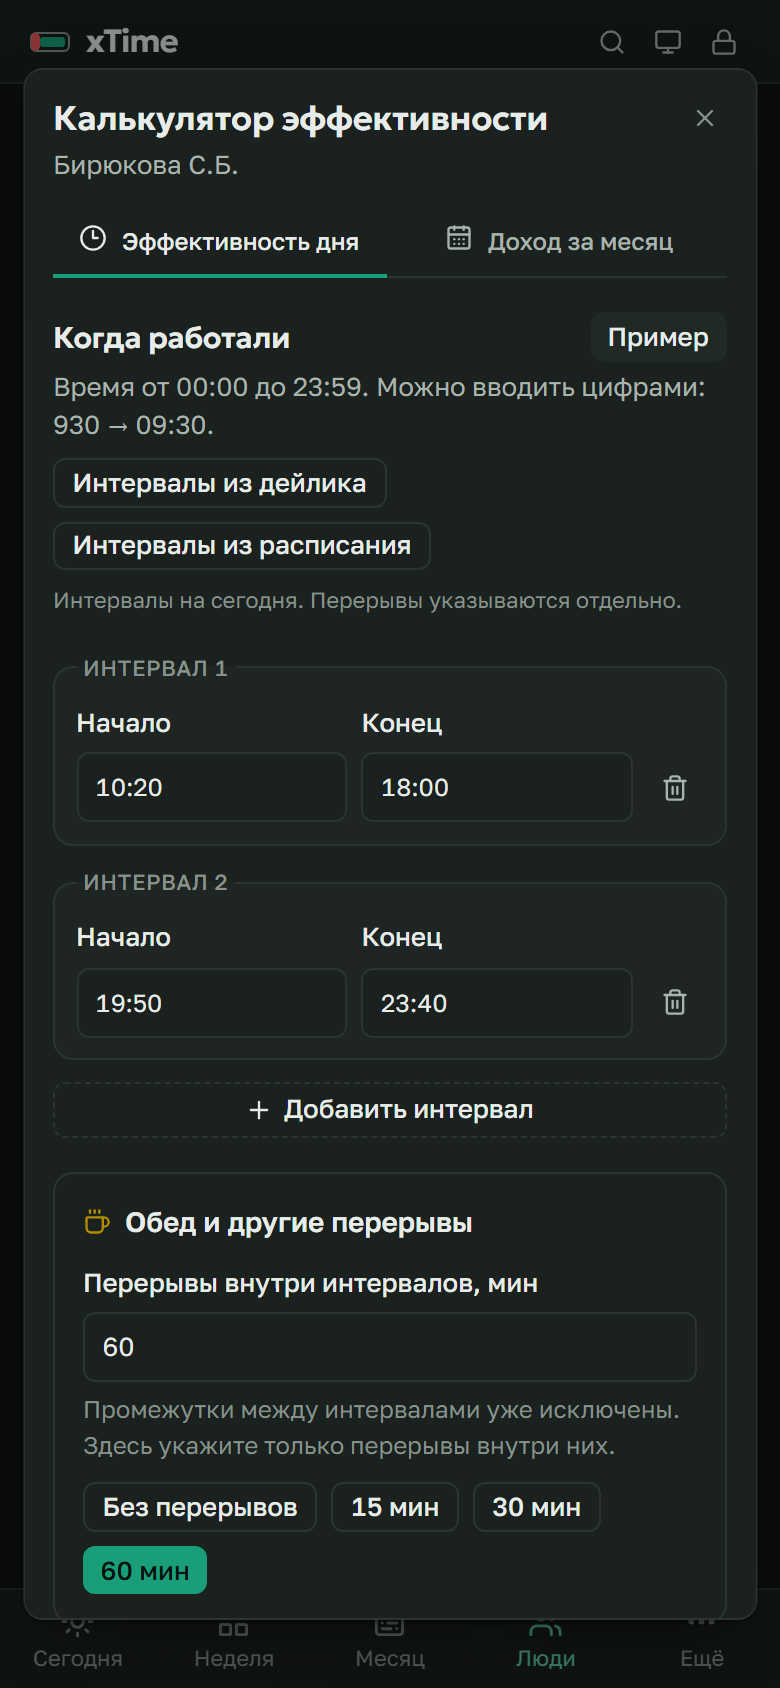 xTime
Калькулятор эффективности
Бирюкова С.Б.
Эффективность дня
Доход за месяц
Когда работали
Пример
Время от 00:00 до 23:59. Можно вводить цифрами:
930 → 09:30.
Интервалы из дейлика
Интервалы из расписания
Интервалы на сегодня. Перерывы указываются отдельно.
ИНТЕРВАЛ 1
Начало Конец
10:20 18:00
ИНТЕРВАЛ 2
Начало Конец
19:50 23:40
+ Добавить интервал
Обед и другие перерывы
Перерывы внутри интервалов, мин
60
Промежутки между интервалами уже исключены.
Здесь укажите только перерывы внутри них.
Без перерывов 15 мин 30 мин
60 мин
Сегодня Неделя Месяц Люди Ещё